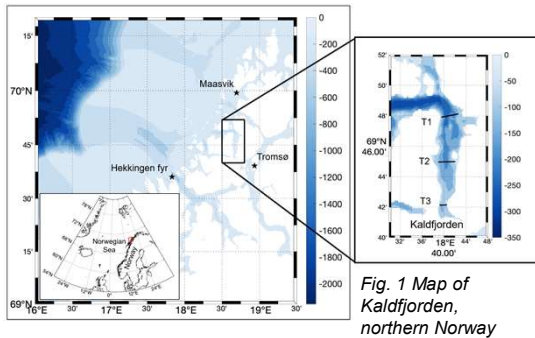 15'
70°N
45'
30'
15'
69°N
16°E
30'
17°E
30'
18°E
30'
19°E
30'
0
-200
-400
-600
-800
-1000
-1200
-1400
-1600
-1800
-2000
Maasvik
Tromsø
Hekkingen fyr
Norwegian
Sea
Norway
52
50
48
69°N
46.00'
44
42
40
32'
36'
18°E
40.00'
44'
48'
T1
T2
T3
Kaldfjorden
0
-50
-100
-150
-200
-250
-300
-350
Fig. 1 Map of
Kaldfjorden,
northern Norway